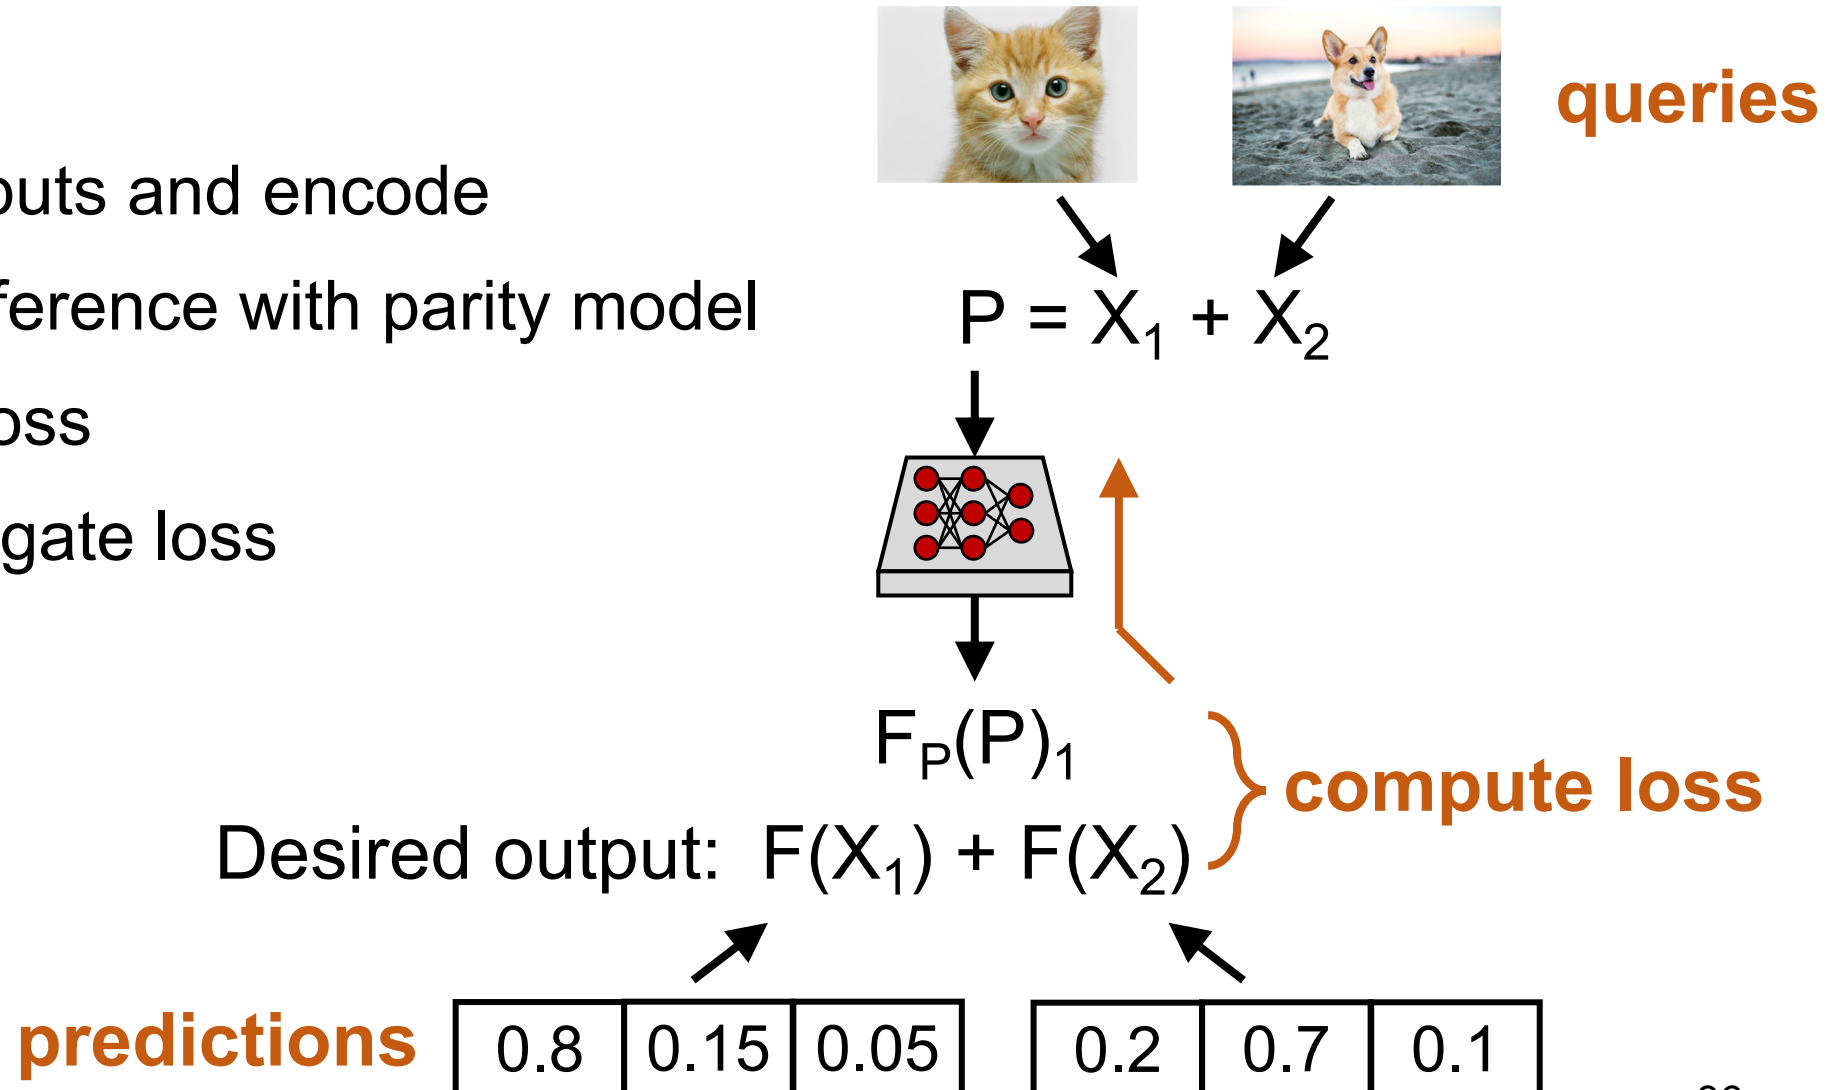 queries
outs and encode
ference with parity model
P = X₁ + X₂
oss
gate loss
F_P(P)₁
compute loss
Desired output: F(X₁) + F(X₂)
predictions 0.8 0.15 0.05 0.2 0.7 0.1